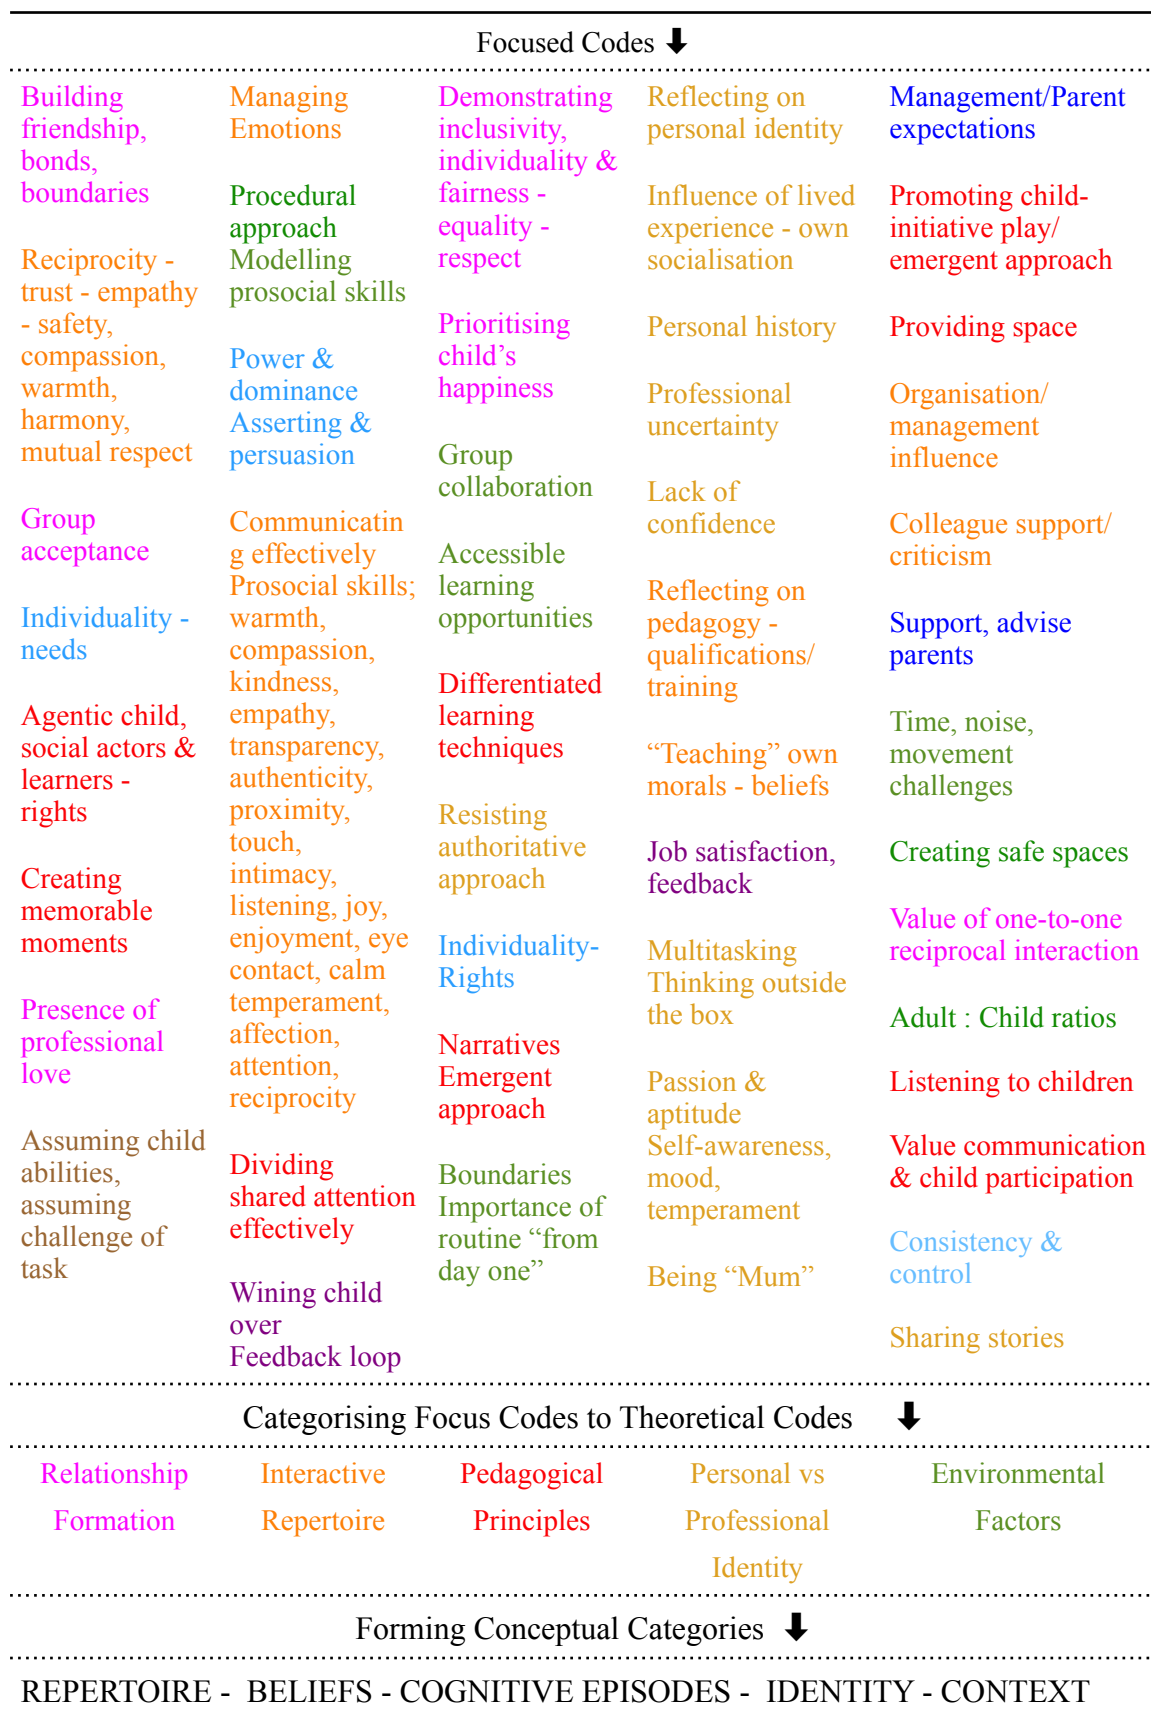 Focused Codes ⬇
Building
friendship,
bonds,
boundaries
Reciprocity -
trust - empathy
- safety,
compassion,
warmth,
harmony,
mutual respect
Group
acceptance
Individuality -
needs
Agentic child,
social actors &
learners -
rights
Creating
memorable
moments
Presence of
professional
love
Assuming child
abilities,
assuming
challenge of
task
Managing
Emotions
Procedural
approach
Modelling
prosocial skills
Power &
dominance
Asserting &
persuasion
Communicatin
g effectively
Prosocial skills;
warmth,
compassion,
kindness,
empathy,
transparency,
authenticity,
proximity,
touch,
intimacy,
listening, joy,
enjoyment, eye
contact, calm
temperament,
affection,
attention,
reciprocity
Dividing
shared attention
effectively
Wining child
over
Feedback loop
Demonstrating
inclusivity,
individuality &
fairness -
equality -
respect
Prioritising
child’s
happiness
Group
collaboration
Accessible
learning
opportunities
Differentiated
learning
techniques
Resisting
authoritative
approach
Individuality-
Rights
Narratives
Emergent
approach
Boundaries
Importance of
routine “from
day one”
Reflecting on
personal identity
Influence of lived
experience - own
socialisation
Personal history
Professional
uncertainty
Lack of
confidence
Reflecting on
pedagogy -
qualifications/
training
“Teaching” own
morals - beliefs
Job satisfaction,
feedback
Multitasking
Thinking outside
the box
Passion &
aptitude
Self-awareness,
mood,
temperament
Being “Mum”
Management/Parent
expectations
Promoting child-
initiative play/
emergent approach
Providing space
Organisation/
management
influence
Colleague support/
criticism
Support, advise
parents
Time, noise,
movement
challenges
Creating safe spaces
Value of one-to-one
reciprocal interaction
Adult : Child ratios
Listening to children
Value communication
& child participation
Consistency &
control
Sharing stories
Categorising Focus Codes to Theoretical Codes ⬇
Relationship
Formation
Interactive
Repertoire
Pedagogical
Principles
Personal vs
Professional
Identity
Environmental
Factors
Forming Conceptual Categories ⬇
REPERTOIRE - BELIEFS - COGNITIVE EPISODES - IDENTITY - CONTEXT